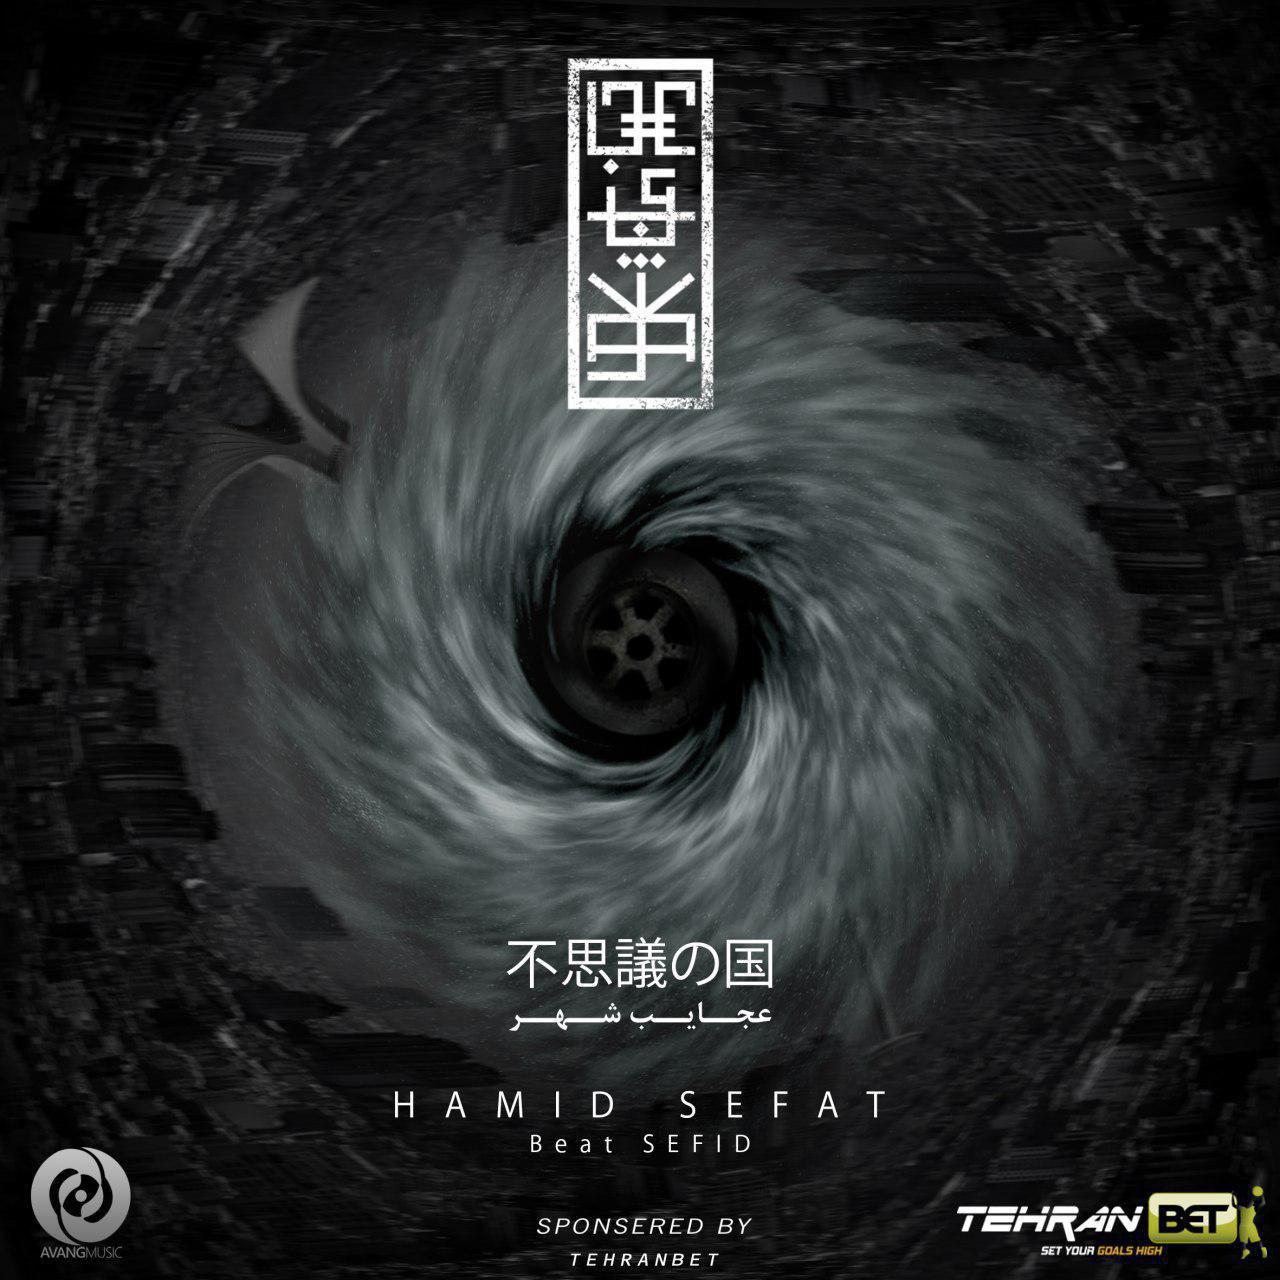 不思議の国
عجایب شهر
HAMID SEFAT
Beat SEFID
AVANGMUSIC
SPONSERED BY
TEHRANBET
TEHRAN BET
SET YOUR GOALS HIGH